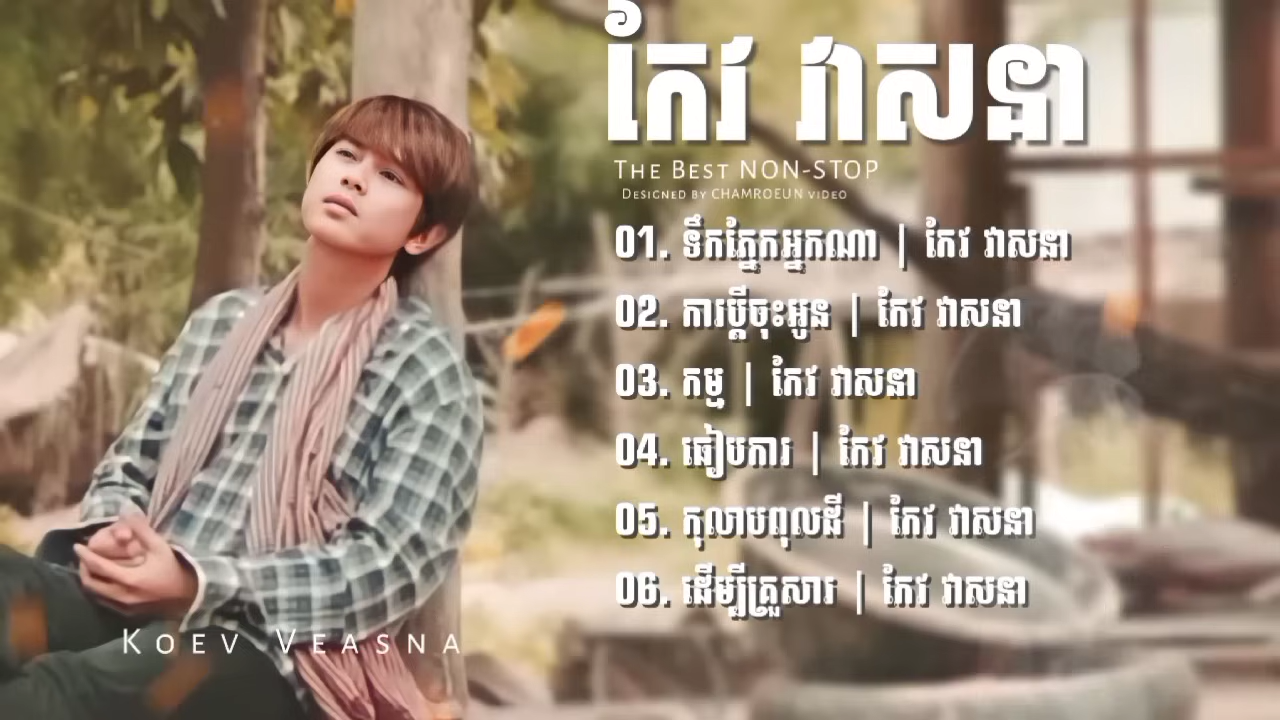 កែវ វាសនា
THE BEST NON-STOP
DESIGNED BY CHAMROEUN VIDEO
01. ទឹកភ្នែកអ្នកណា | កែវ វាសនា
02. ការប្តីចុះអូន | កែវ វាសនា
03. កម្ម | កែវ វាសនា
04. ឆៀបការ | កែវ វាសនា
05. កុលាបពុលដី | កែវ វាសនា
06. ដើម្បីគ្រួសារ | កែវ វាសនា
KOEV VEASNA